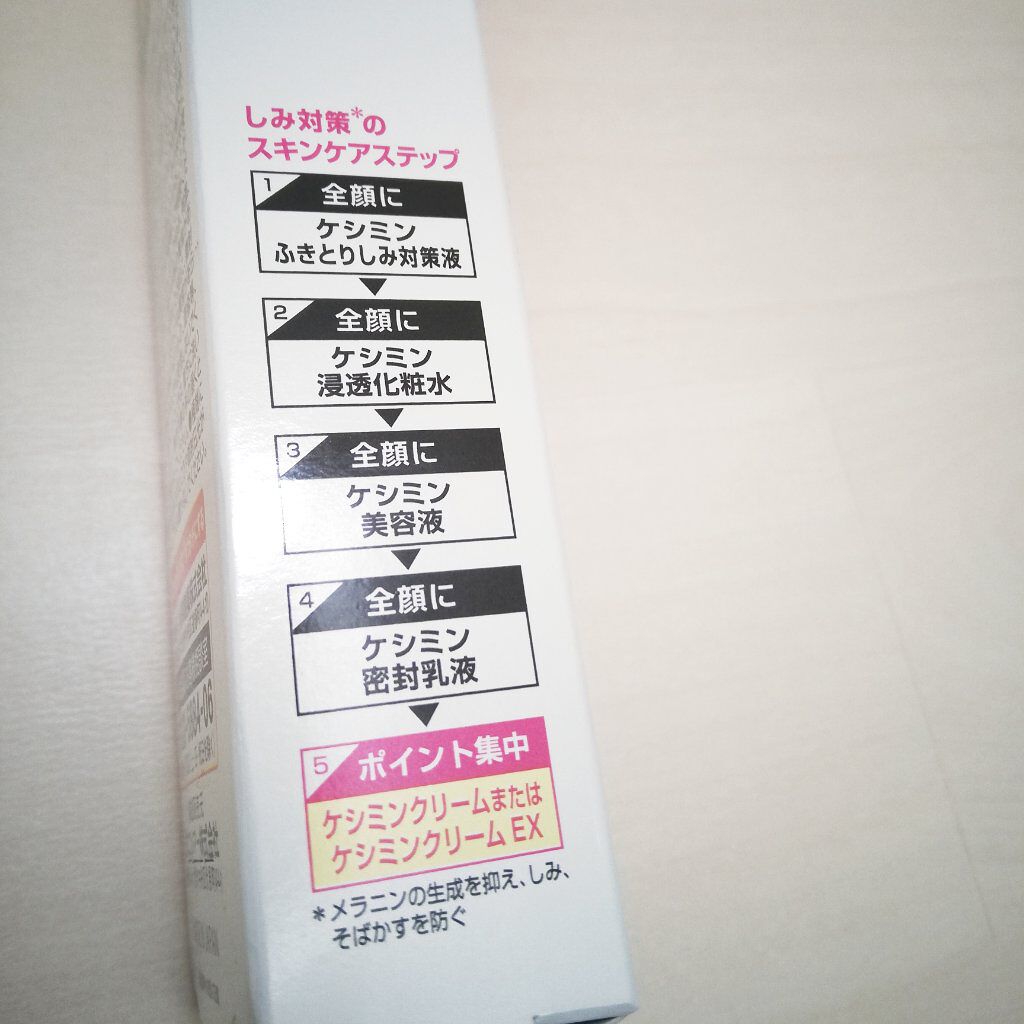 しみ対策*の
スキンケアステップ
1 全顔に
ケシミン
ふきとりしみ対策液
2 全顔に
ケシミン
浸透化粧水
3 全顔に
ケシミン
美容液
4 全顔に
ケシミン
密封乳液
5 ポイント集中
ケシミンクリームまたは
ケシミンクリーム EX
*メラニンの生成を抑え、しみ、
そばかすを防ぐ